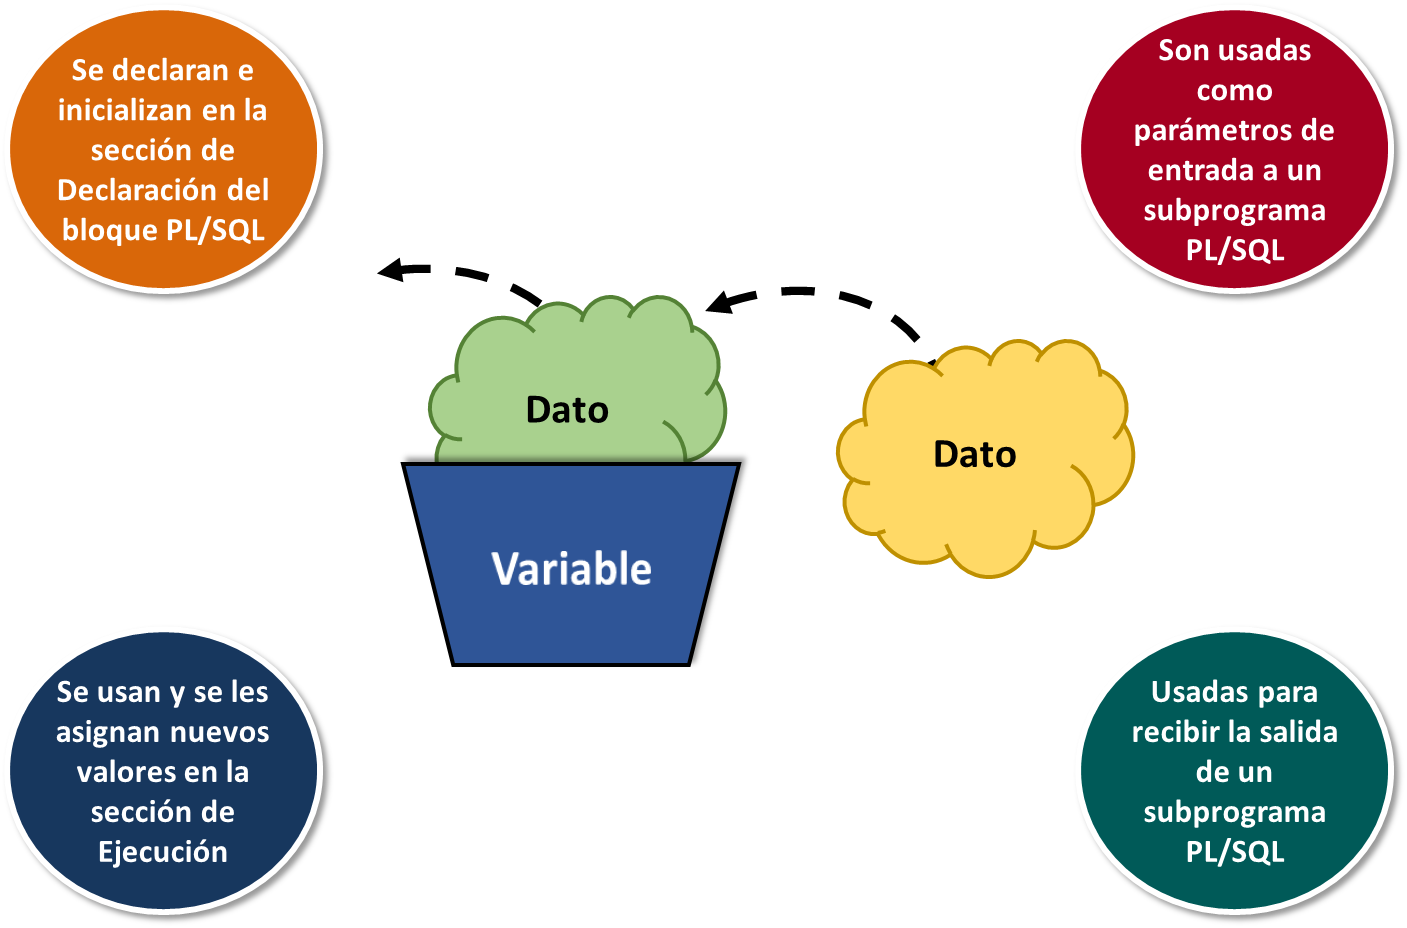 Se declaran e
inicializan en la
sección de
Declaración del
bloque PL/SQL
Son usadas
como
parámetros de
entrada a un
subprograma
PL/SQL
Dato
Dato
Variable
Se usan y se les
asignan nuevos
valores en la
sección de
Ejecución
Usadas para
recibir la salida
de un
subprograma
PL/SQL